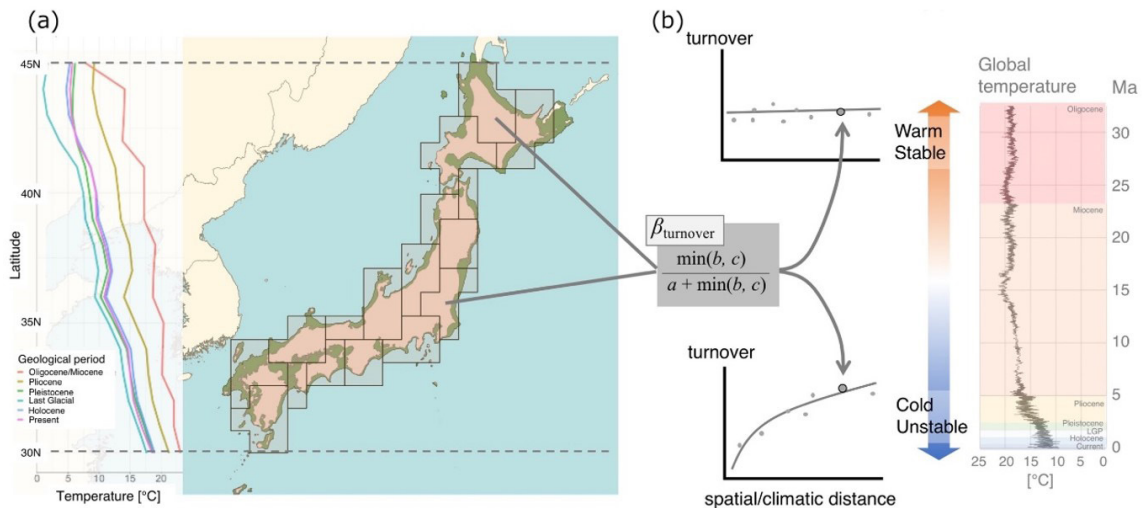 (a)
45N
40N
35N
30N
Latitude
Geological period
Oligocene/Miocene
Pliocene
Pleistocene
Last Glacial
Holocene
Present
0 5 10 15 20
Temperature [°C]
(b)
turnover
βturnover
min(b, c)
a + min(b, c)
turnover
spatial/climatic distance
Warm
Stable
Cold
Unstable
Global
temperature
Ma
Oligocene
30
25
Miocene
20
15
10
5
Pliocene
Pleistocene
LGP
Holocene
Current
0
25 20 15 10 5 0
[°C]